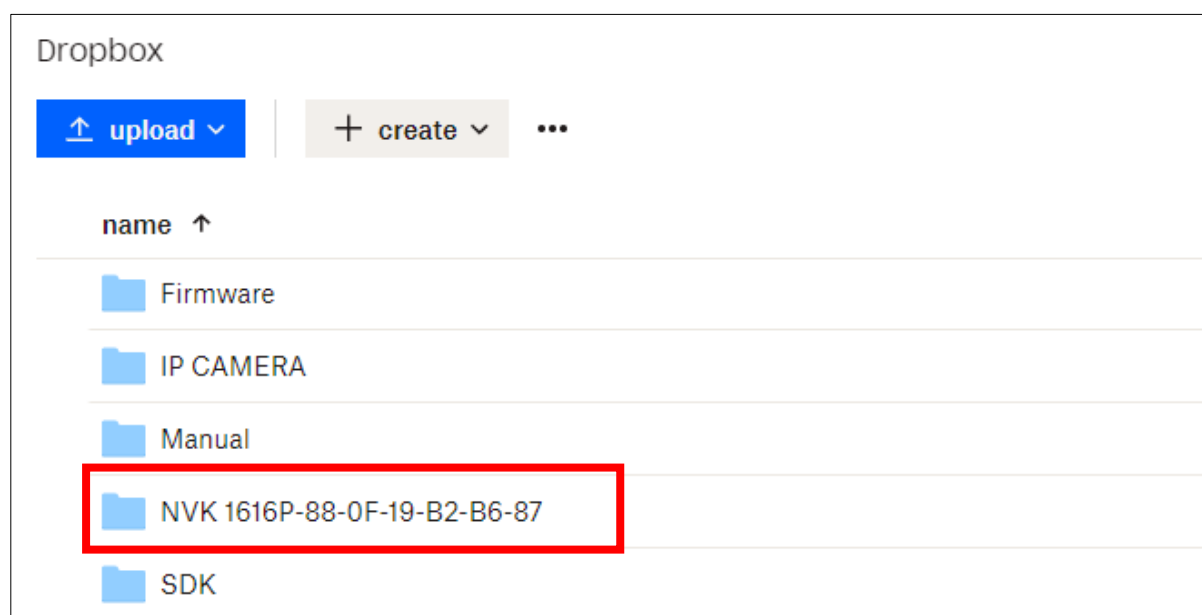 Dropbox
upload + create •••
name ↑
Firmware
IP CAMERA
Manual
NVK 1616P-88-0F-19-B2-B6-87
SDK